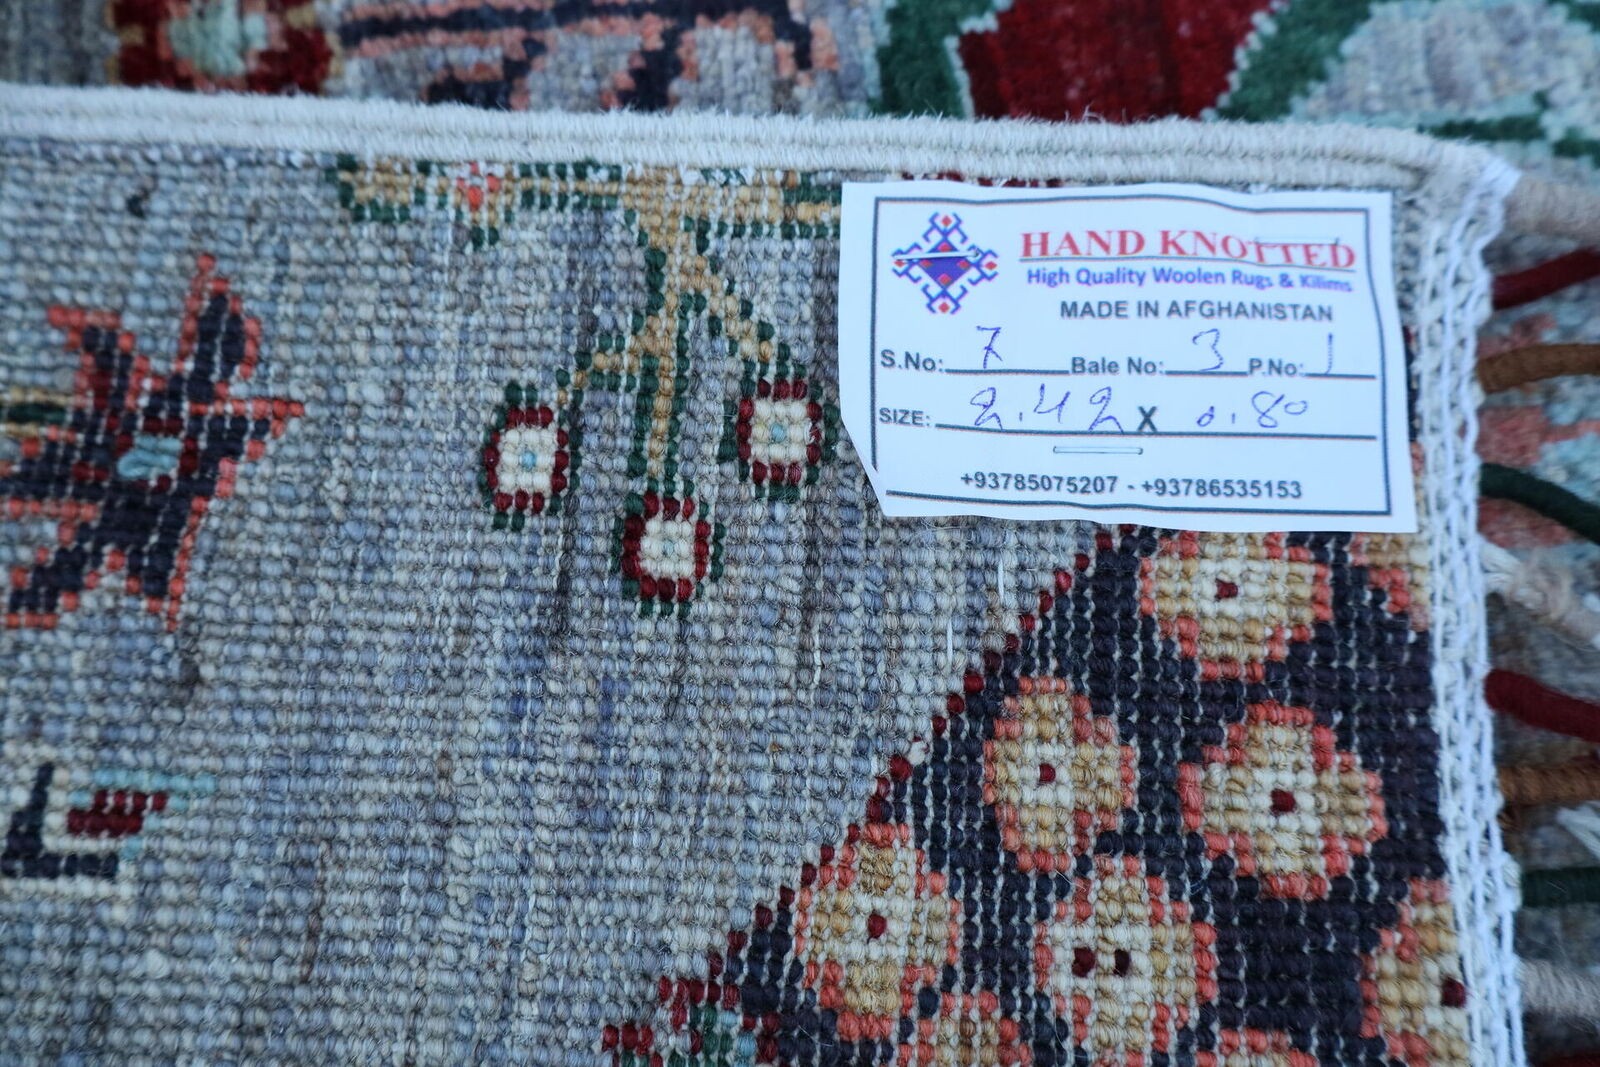 HAND KNOTTED
High Quality Woolen Rugs & Kilims
MADE IN AFGHANISTAN
S.No: 7 Bale No: 3 P.No: 1
SIZE: 2.42 X 0.80
+93785075207 - +93786535153